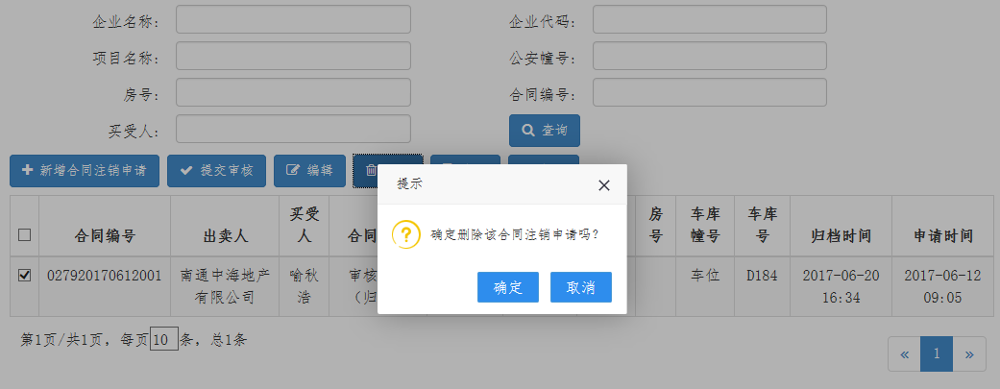 企业名称：
企业代码：
项目名称：
公安幢号：
房号：
合同编号：
买受人：
查询
新增合同注销申请
提交审核
编辑
提示
确定删除该合同注销申请吗？
确定
取消
合同编号
出卖人
买受
人
合同
房
号
车库
幢号
车库
号
归档时间
申请时间
027920170612001
南通中海地产
有限公司
喻秋
浩
审核
（归
车位
D184
2017-06-20
16:34
2017-06-12
09:05
第1页/共1页，每页10条，总1条
« 1 »